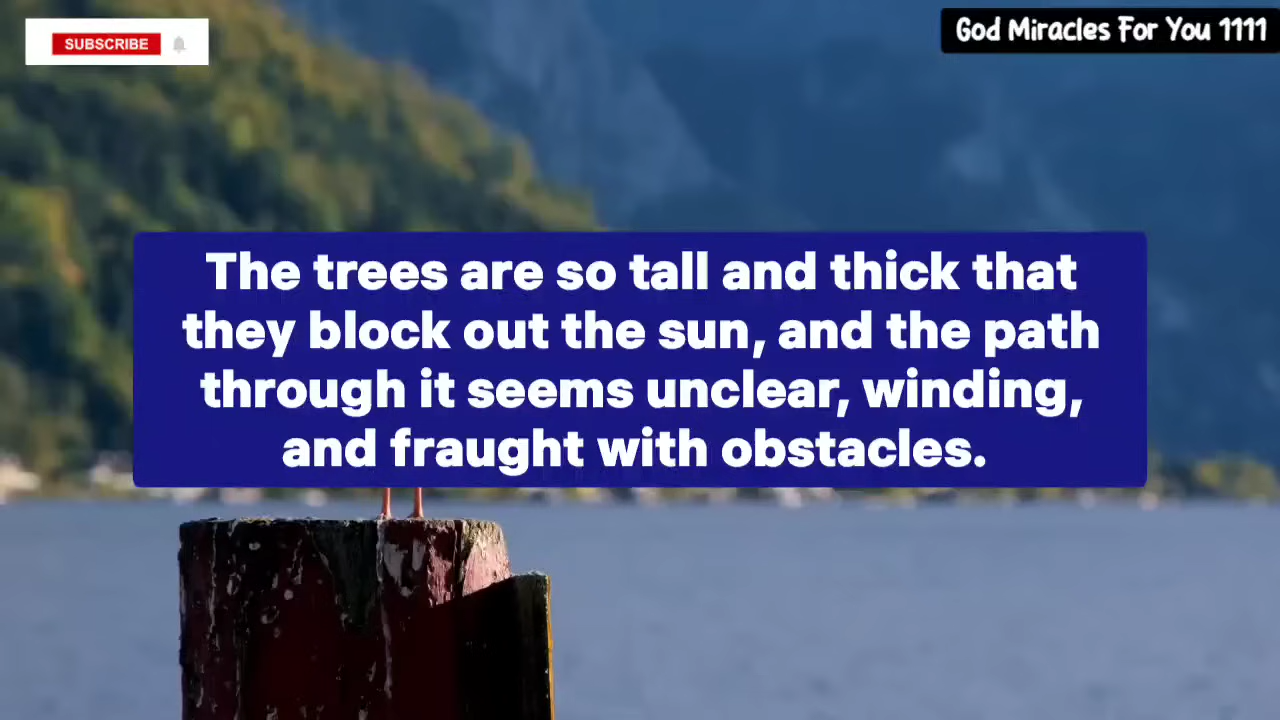 SUBSCRIBE
God Miracles For You 1111
The trees are so tall and thick that
they block out the sun, and the path
through it seems unclear, winding,
and fraught with obstacles.